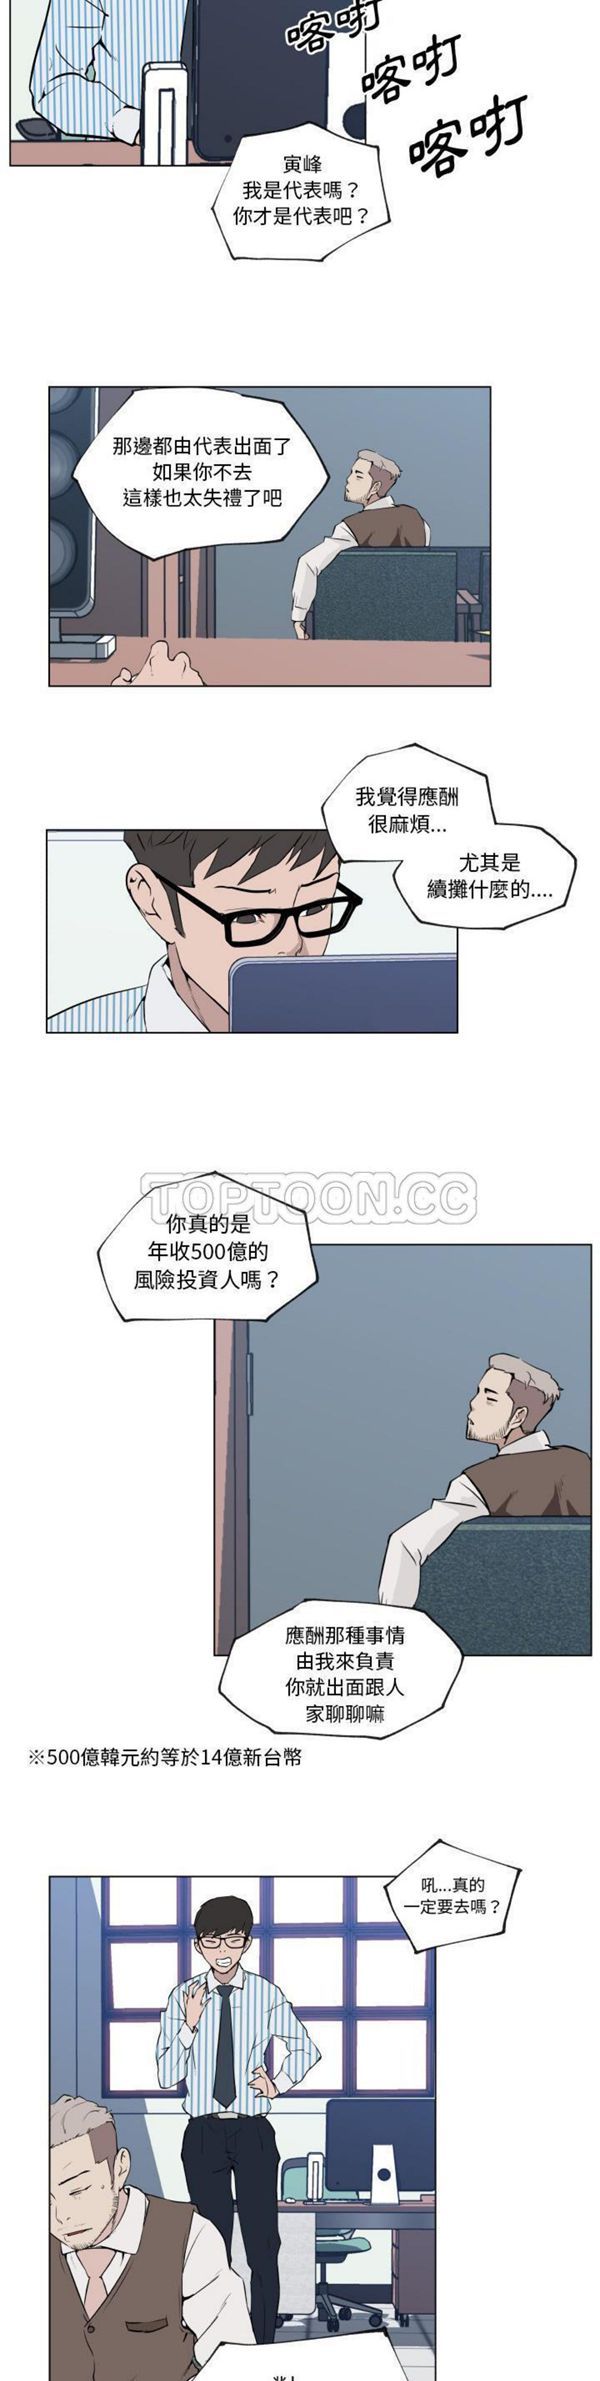 喀啦
喀啦
喀啦
寅峰
我是代表嗎？
你才是代表吧？
那邊都由代表出面了
如果你不去
這樣也太失禮了吧
我覺得應酬
很麻煩...
尤其是
續攤什麼的....
TOPTOON.CC
你真的是
年收500億的
風險投資人嗎？
應酬那種事情
由我來負責
你就出面跟人
家聊聊嘛
※500億韓元約等於14億新台幣
吼...真的
一定要去嗎？